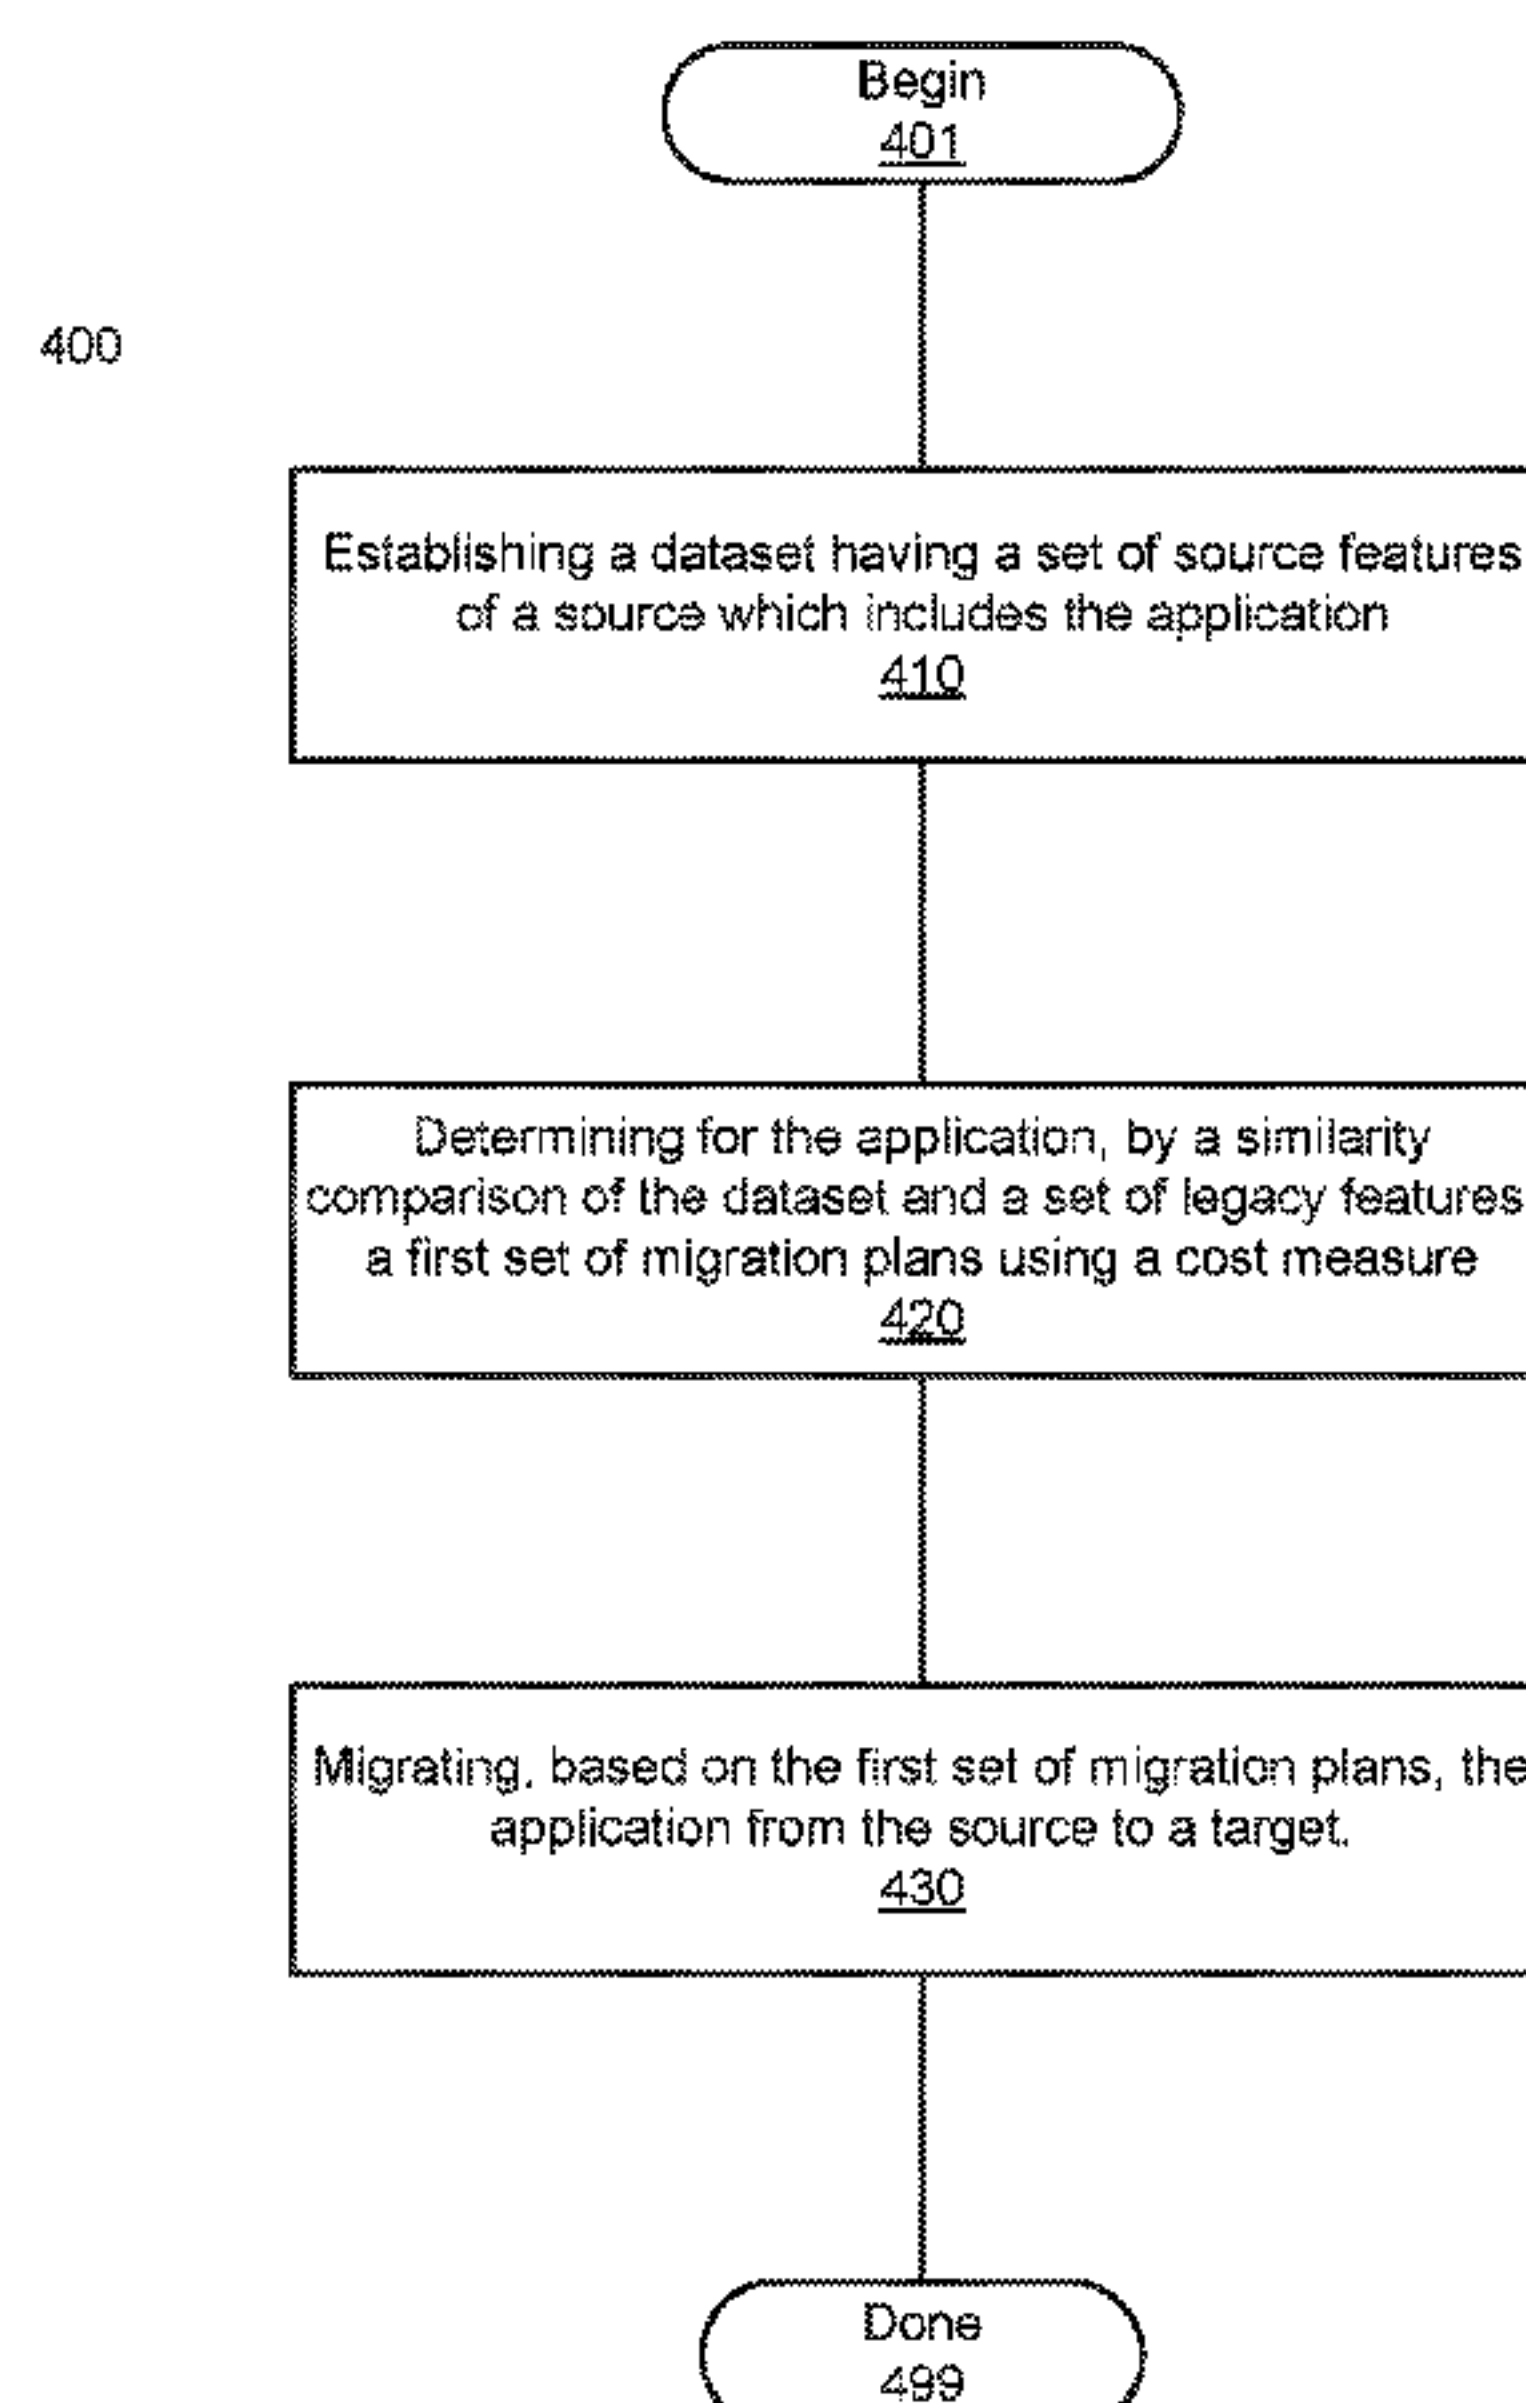 Begin
401
400
Establishing a dataset having a set of source features
of a source which includes the application
410
Determining for the application, by a similarity
comparison of the dataset and a set of legacy features
a first set of migration plans using a cost measure
420
Migrating, based on the first set of migration plans, the
application from the source to a target.
430
Done
499